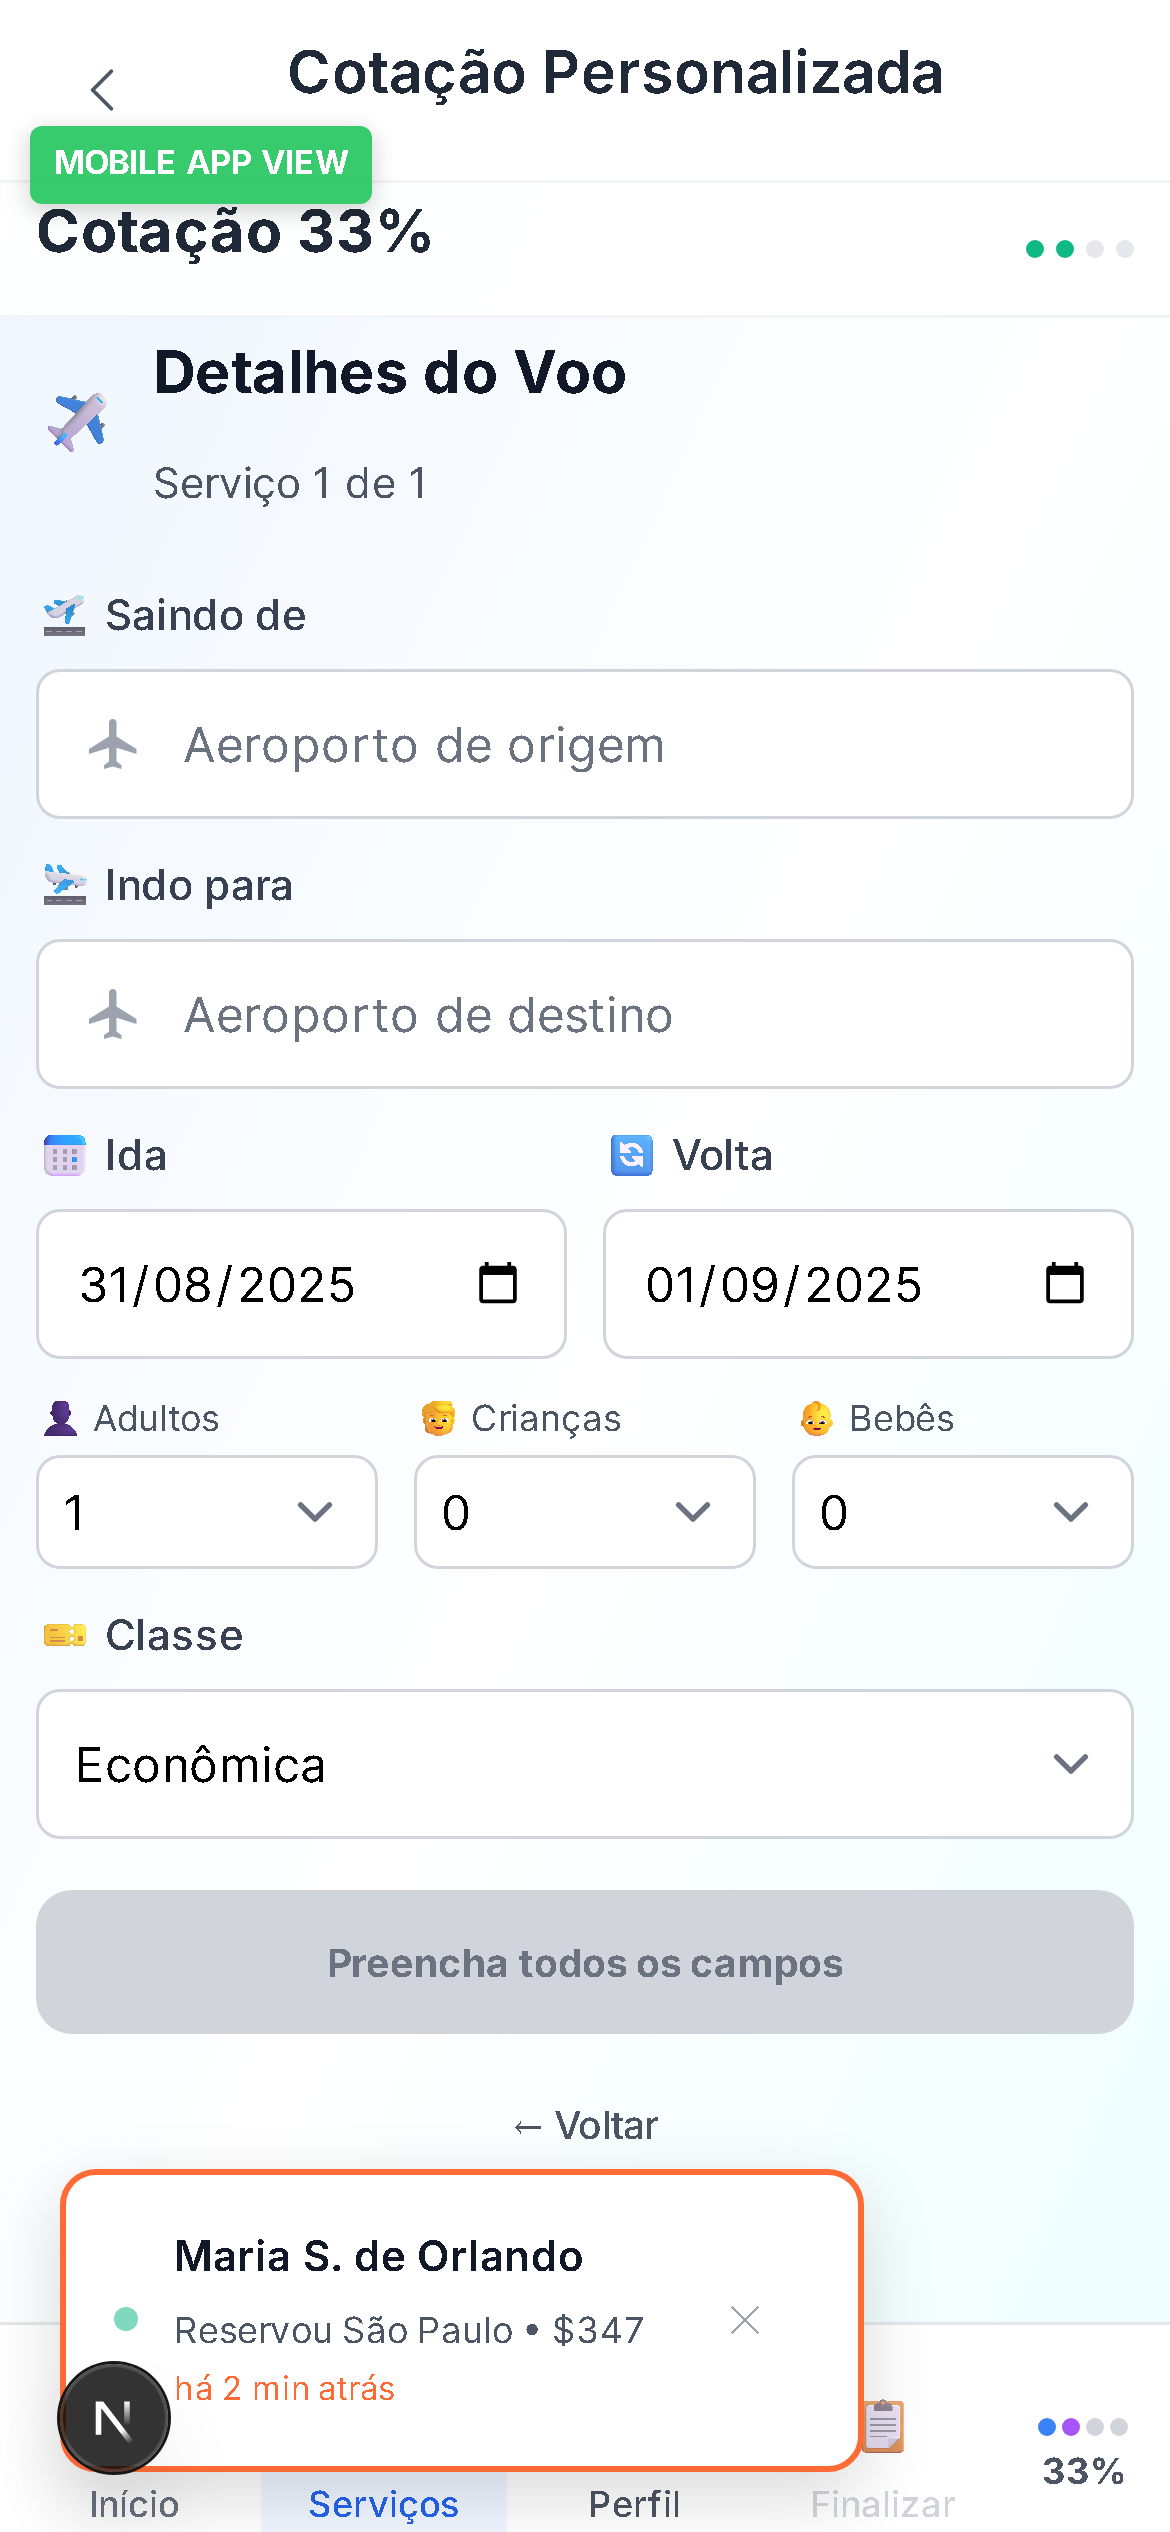 Cotação Personalizada
MOBILE APP VIEW
Cotação 33%
Detalhes do Voo
Serviço 1 de 1
Saindo de
Aeroporto de origem
Indo para
Aeroporto de destino
Ida
Volta
31/08/2025
01/09/2025
Adultos
Crianças
Bebês
1
0
0
Classe
Econômica
Preencha todos os campos
← Voltar
Maria S. de Orlando
Reservou São Paulo • $347
há 2 min atrás
N
33%
Início
Serviços
Perfil
Finalizar